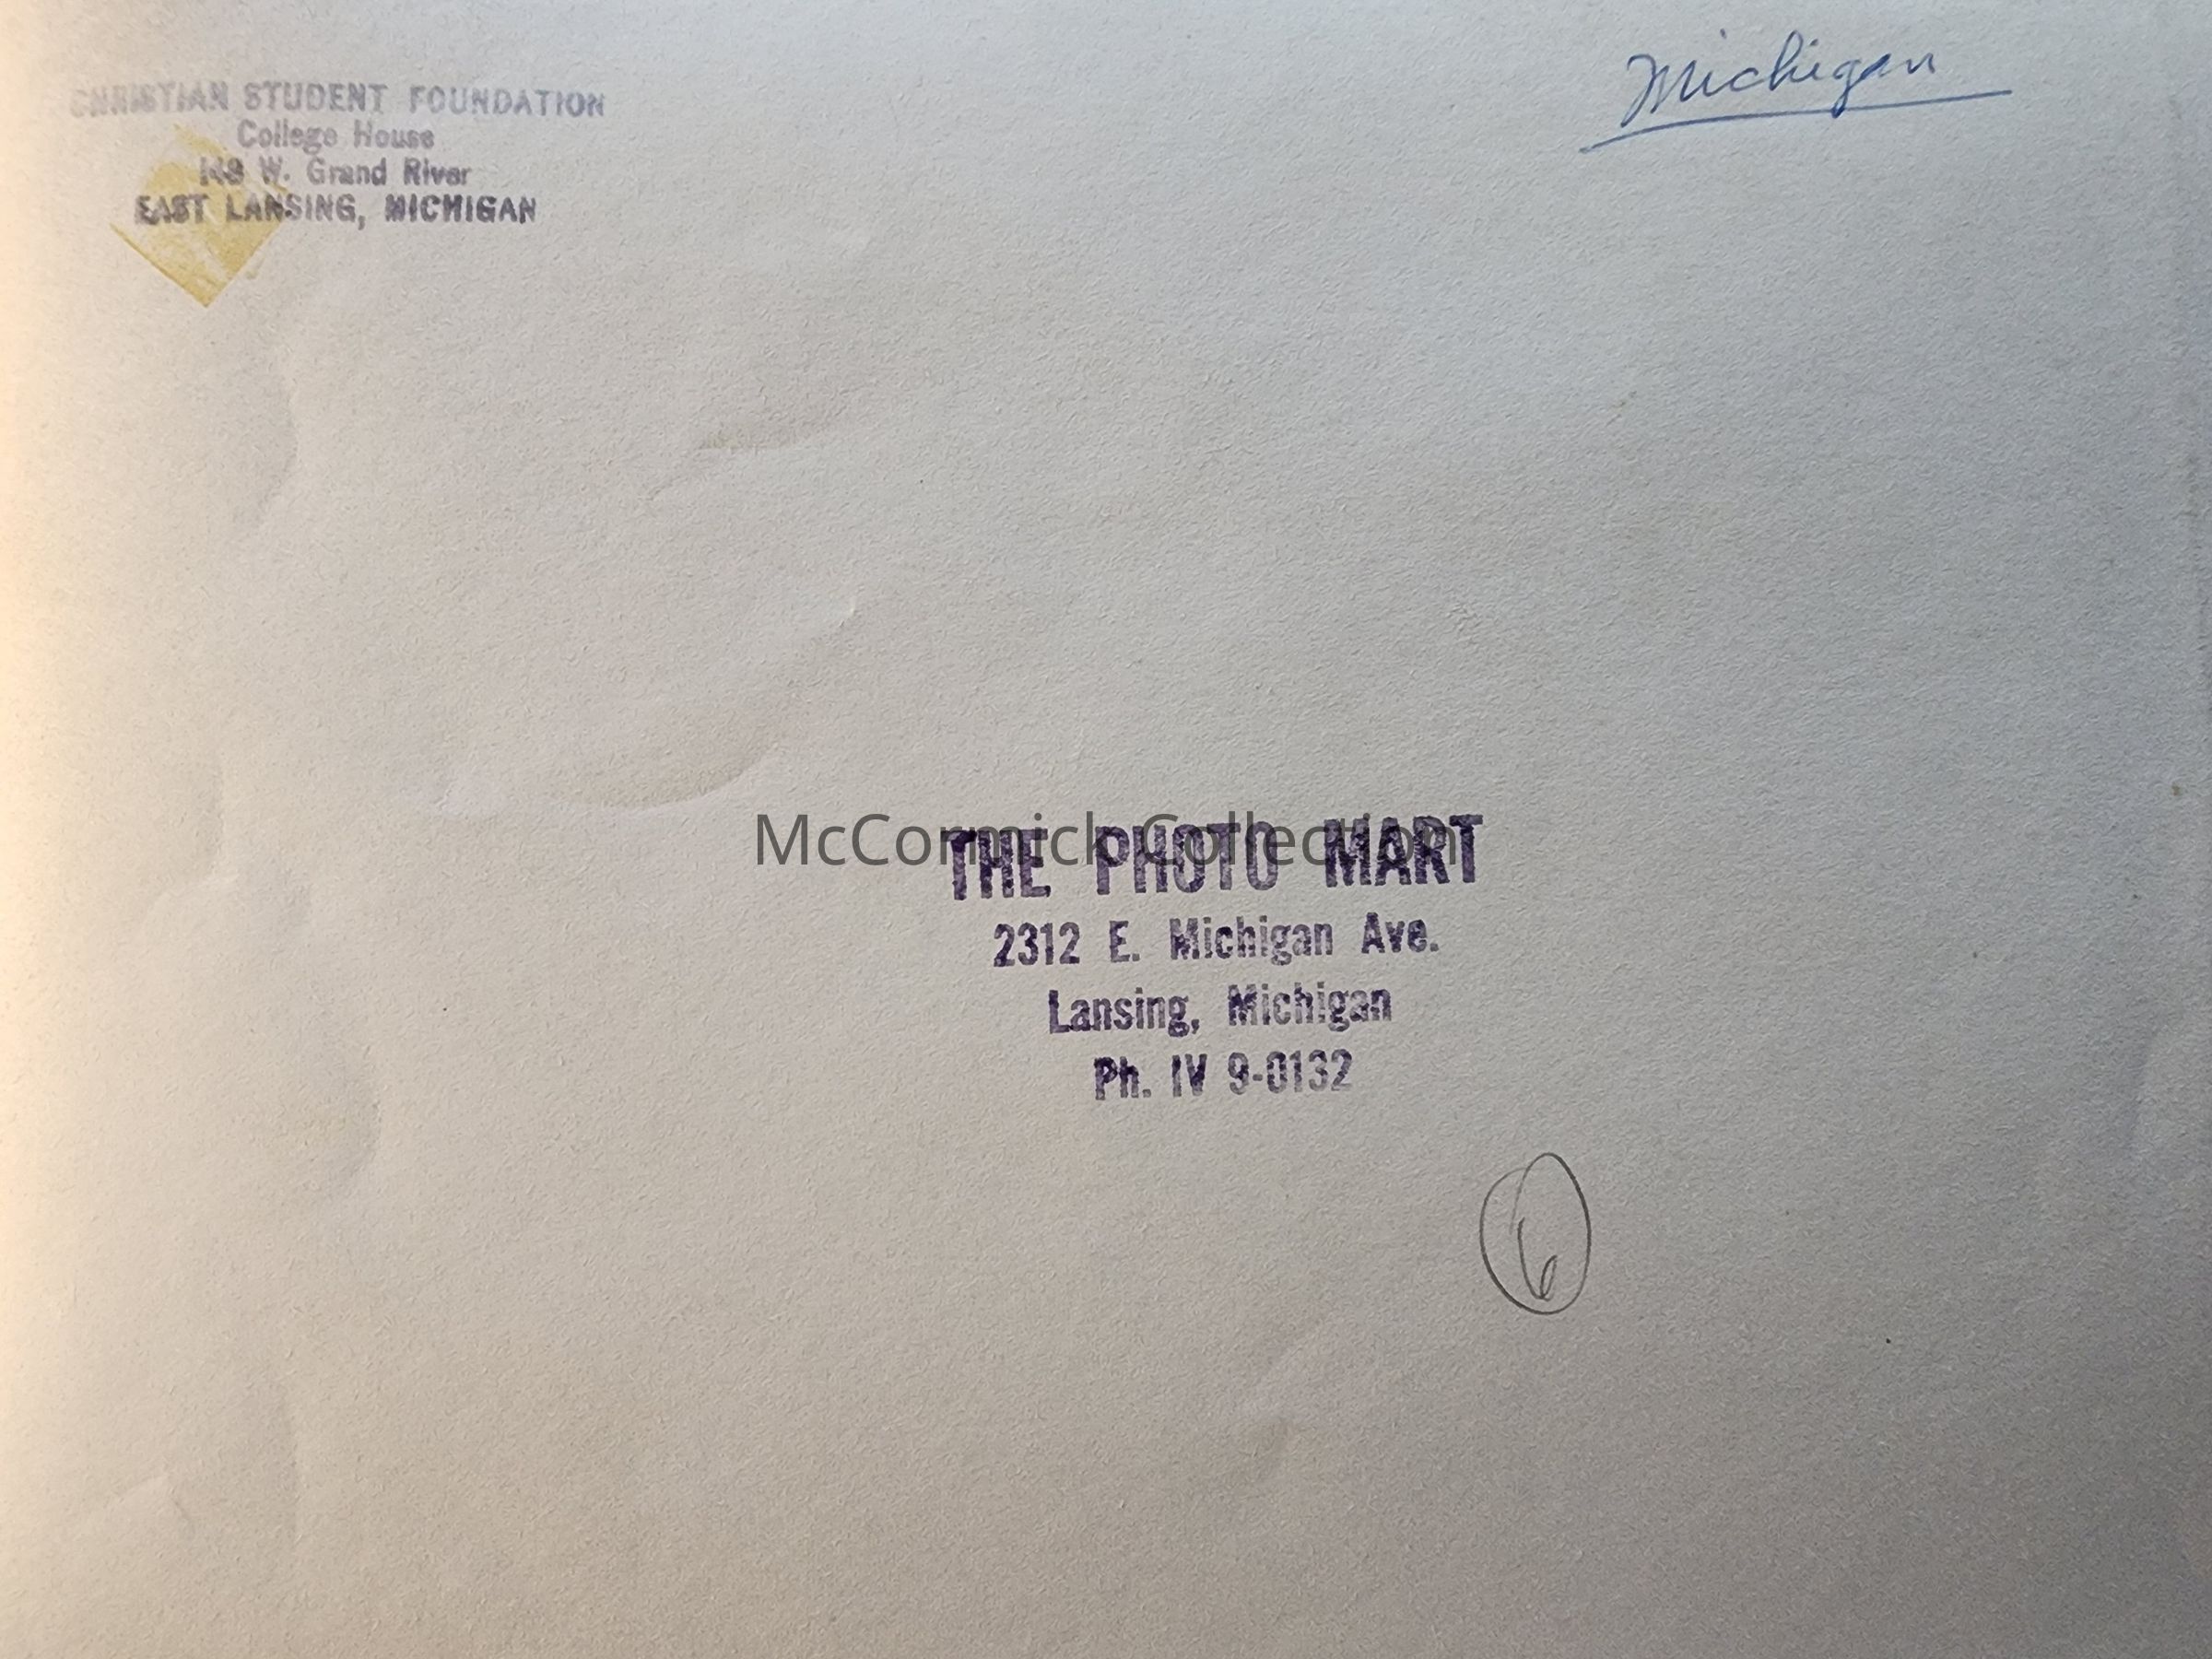 Michigan
CHRISTIAN STUDENT FOUNDATION
College House
148 W. Grand River
EAST LANSING, MICHIGAN
McCormick Collection
THE PHOTO MART
2312 E. Michigan Ave.
Lansing, Michigan
Ph. IV 9-0132
6